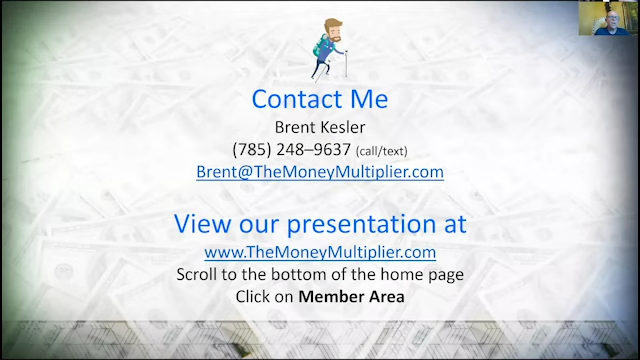 Contact Me
Brent Kesler
(785) 248–9637 (call/text)
Brent@TheMoneyMultiplier.com
View our presentation at
www.TheMoneyMultiplier.com
Scroll to the bottom of the home page
Click on Member Area